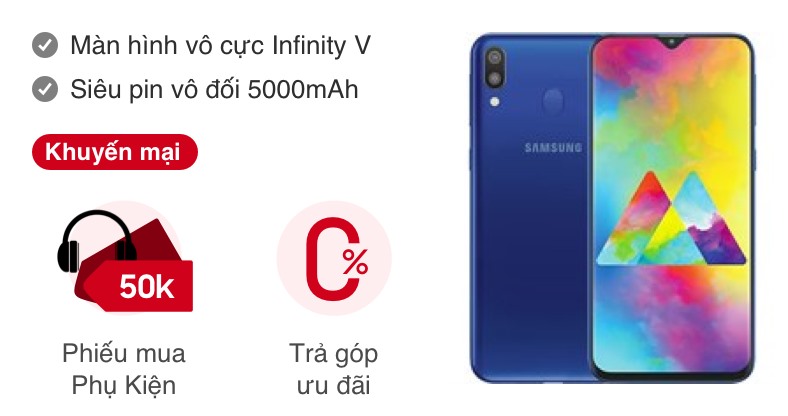 Màn hình vô cực Infinity V
Siêu pin vô đối 5000mAh
Khuyến mại
50k
0%
Phiếu mua
Phụ Kiện
Trả góp
ưu đãi
SAMSUNG